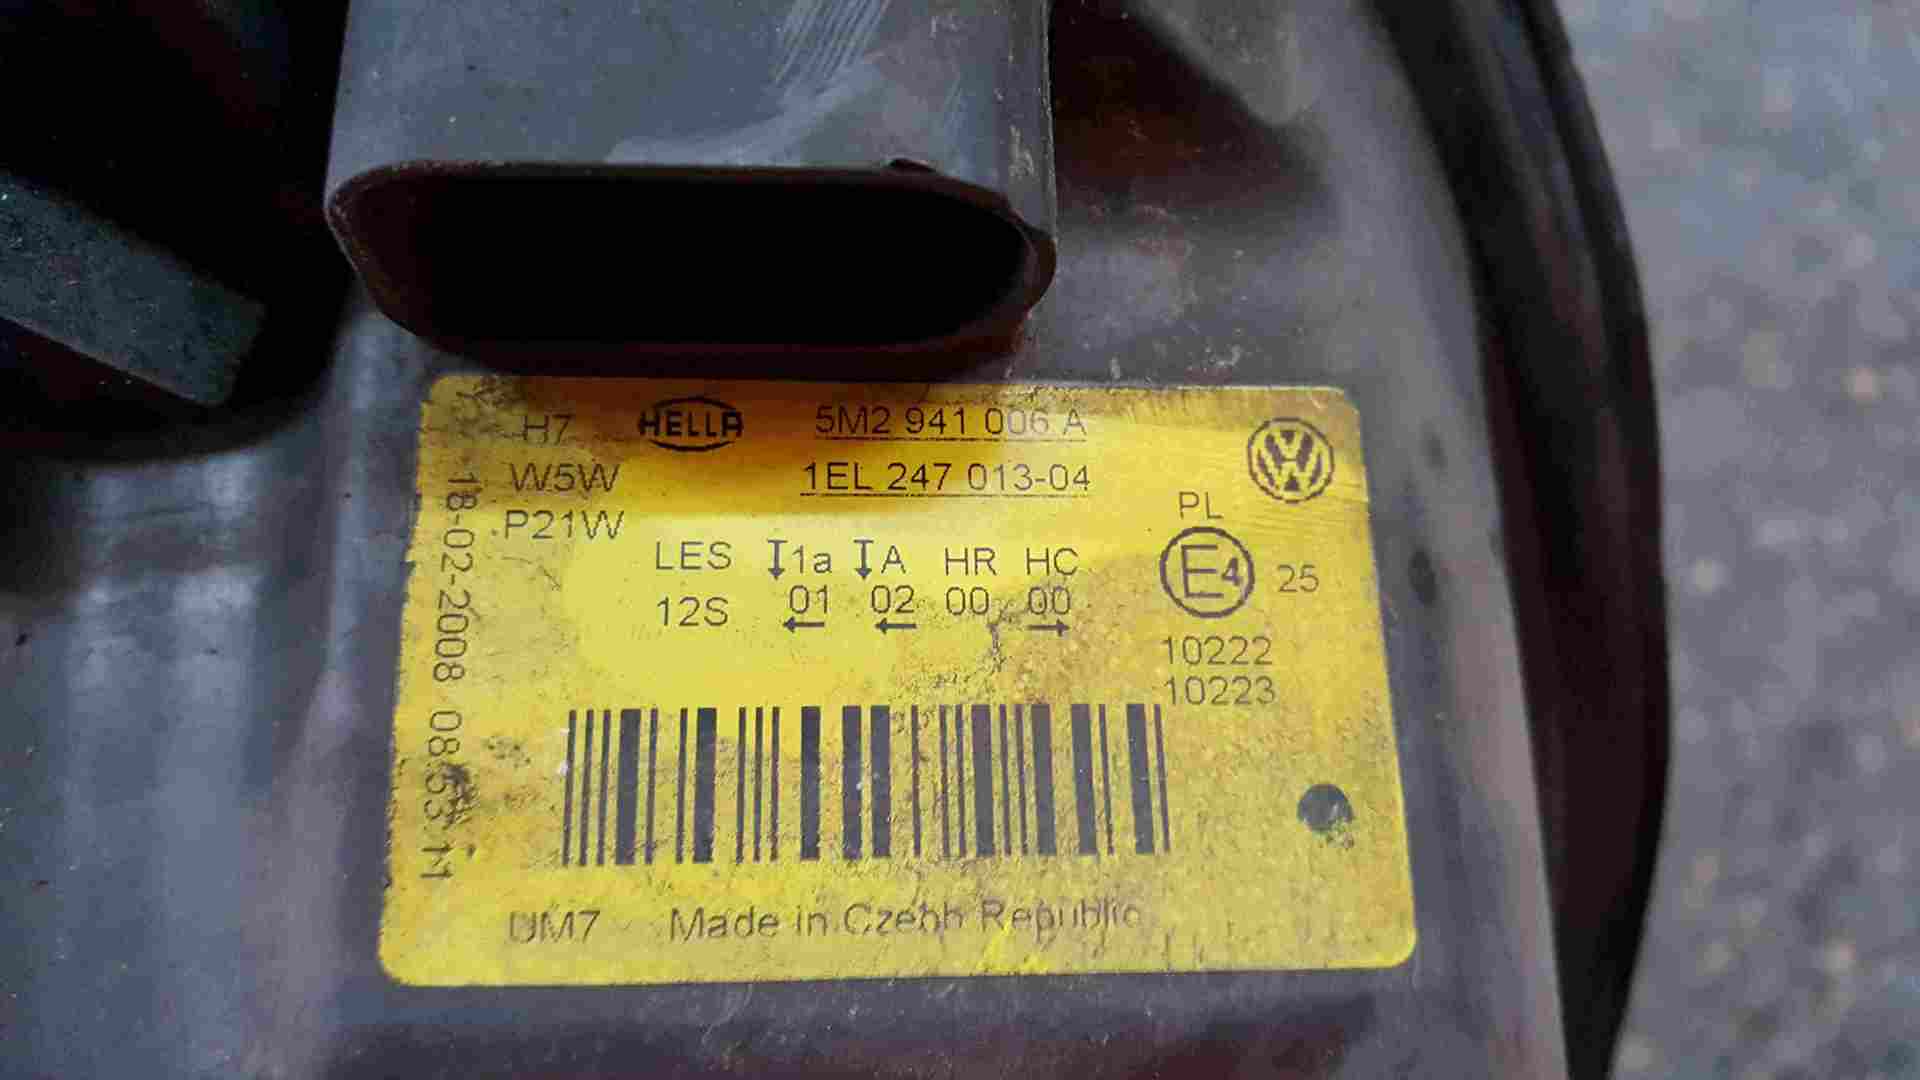 H7
HELLA
5M2 941 006 A
W5W
1EL 247 013-04
P21W
PL
LES 1a A HR HC
12S 01 02 00 00
← ← →
E4 25
10222
10223
18-02-2008 08:53:11
UM7 Made in Czech Republic